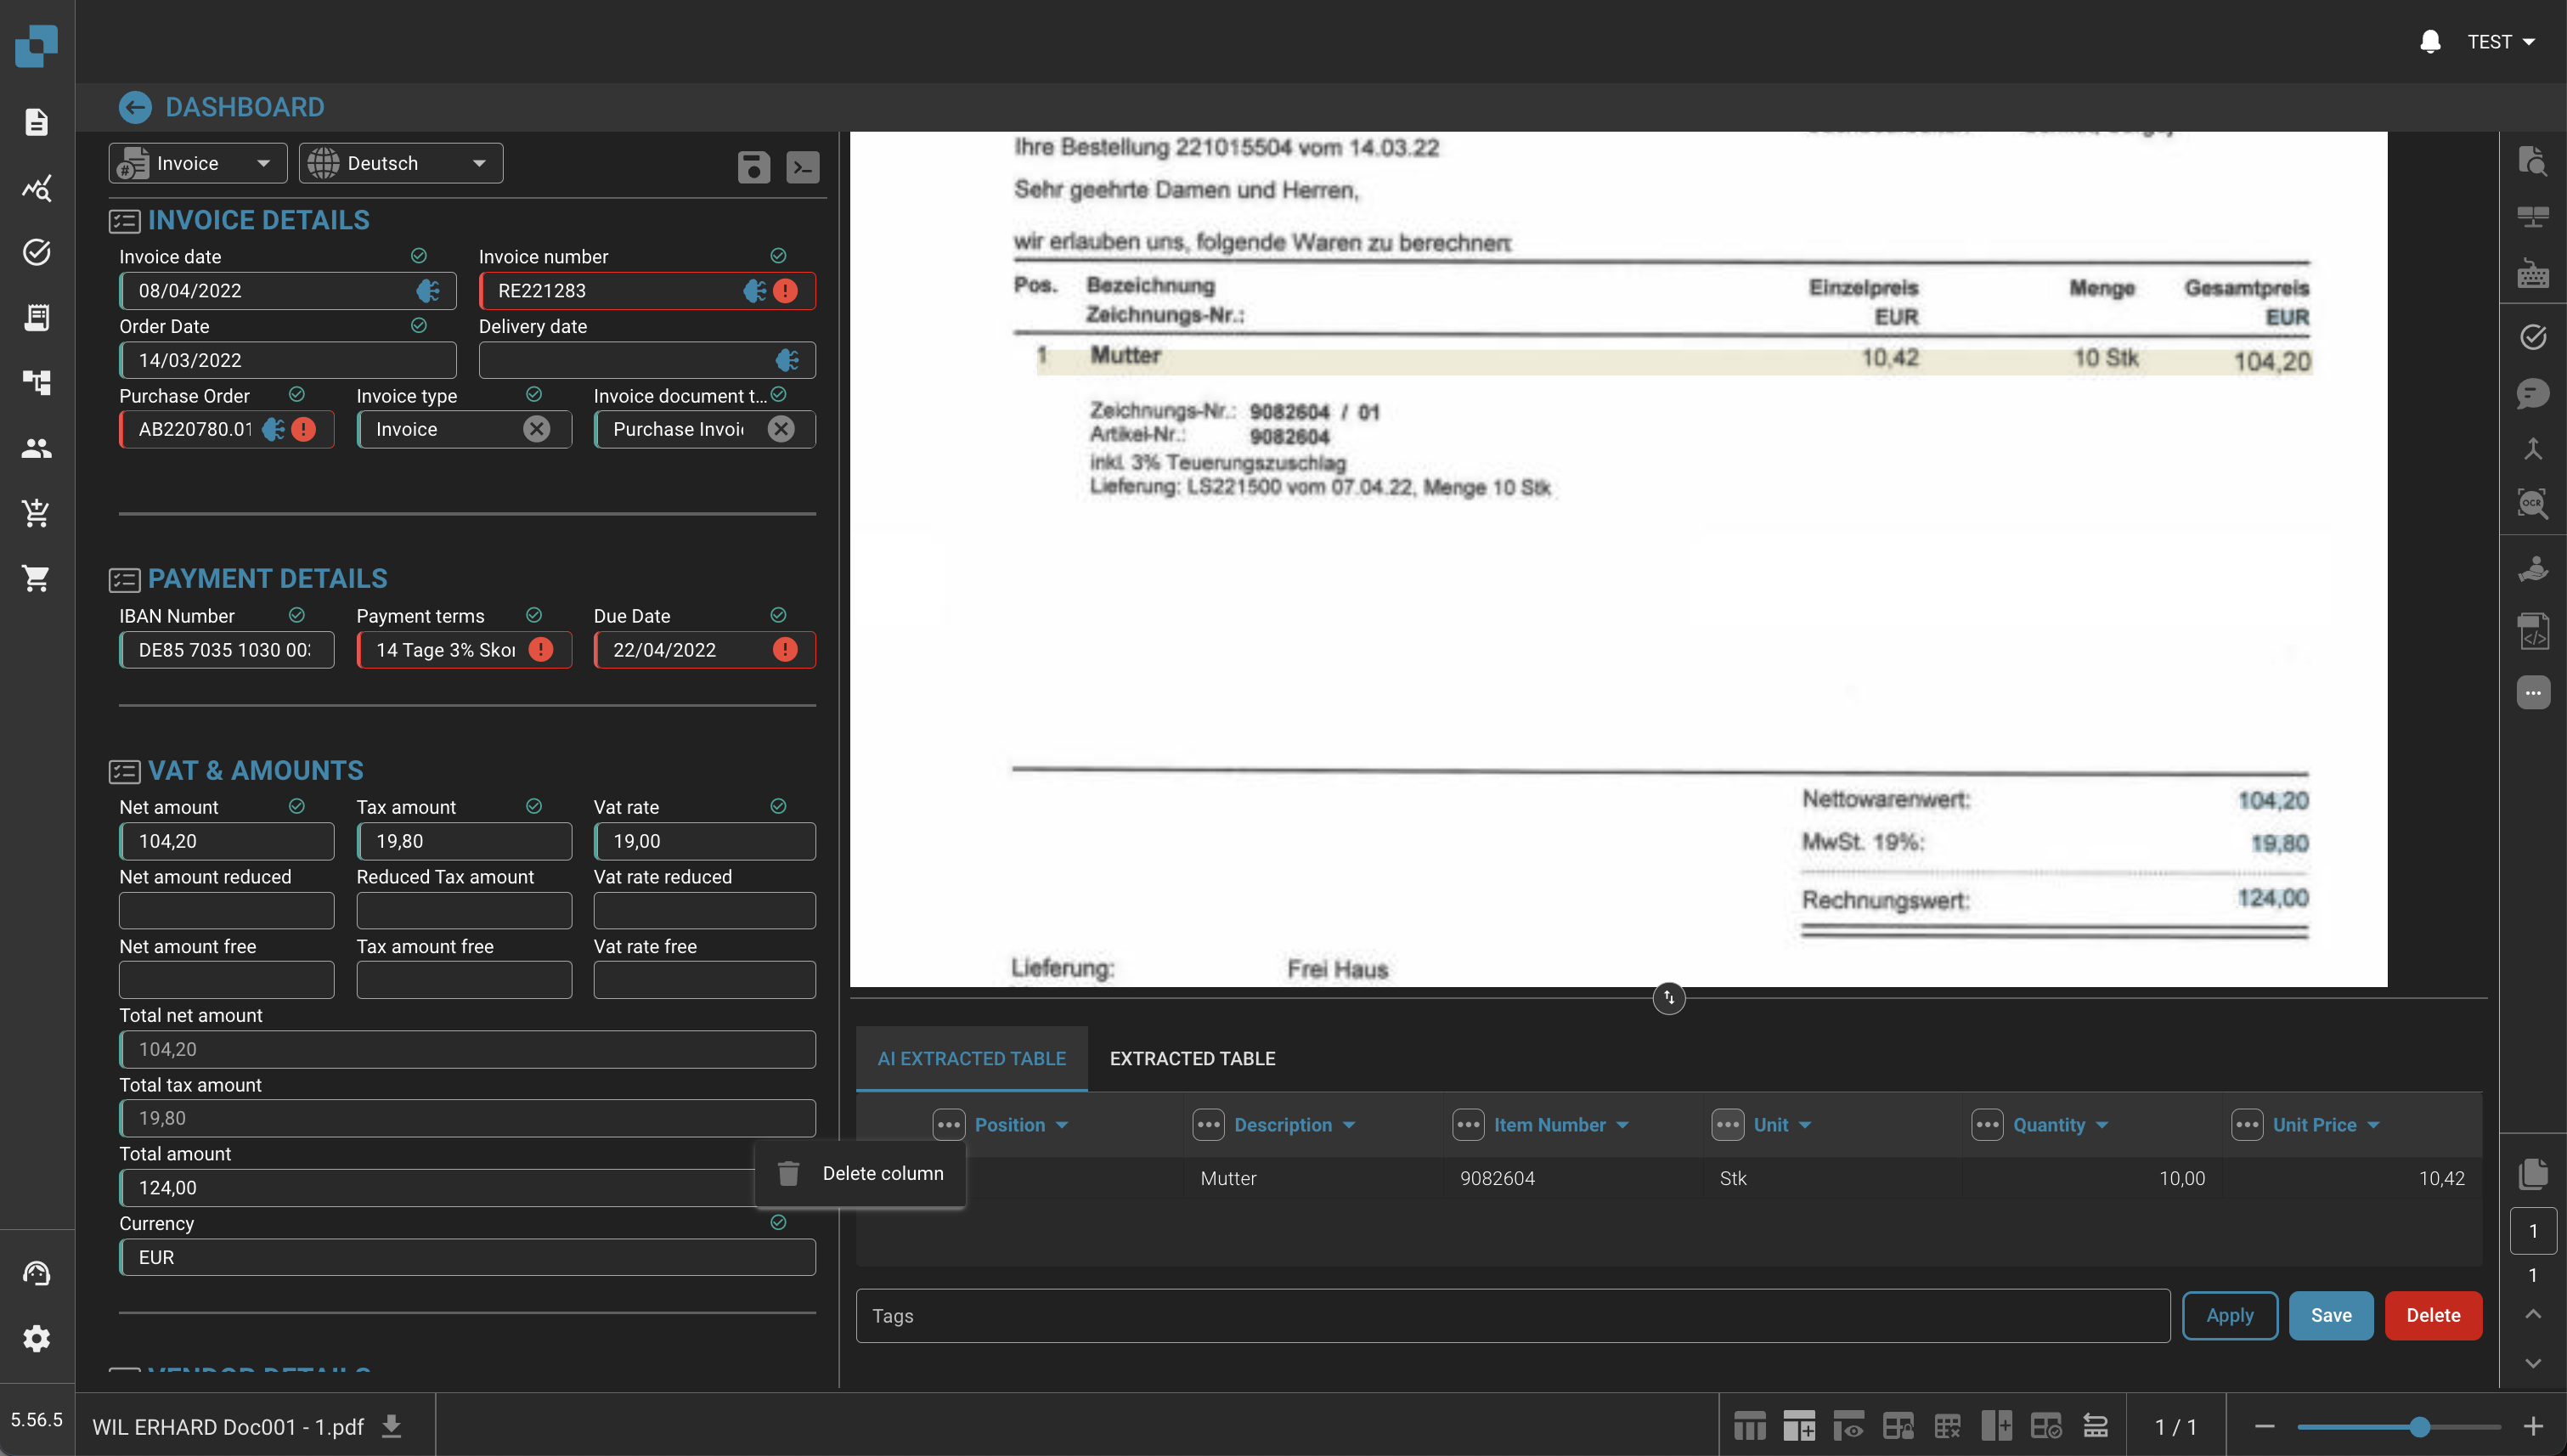 TEST
DASHBOARD
Invoice
Deutsch
INVOICE DETAILS
Invoice date
Invoice number
08/04/2022
RE221283
Order Date
Delivery date
14/03/2022
Purchase Order
Invoice type
Invoice document t...
AB220780.01
Invoice
Purchase Invoi
PAYMENT DETAILS
IBAN Number
Payment terms
Due Date
DE85 7035 1030 00
14 Tage 3% Sko
22/04/2022
VAT & AMOUNTS
Net amount
Tax amount
Vat rate
104,20
19,80
19,00
Net amount reduced
Reduced Tax amount
Vat rate reduced
Net amount free
Tax amount free
Vat rate free
Total net amount
104,20
Total tax amount
19,80
Total amount
124,00
Currency
EUR
VENDOR DETAILS
Ihre Bestellung 221015504 vom 14.03.22
Sehr geehrte Damen und Herren,
wir erlauben uns, folgende Waren zu berechnen:
Pos. Bezeichnung Einzelpreis Menge Gesamtpreis
Zeichnungs-Nr.: EUR EUR
1 Mutter 10,42 10 Stk 104,20
Zeichnungs-Nr.: 9082604 / 01
Artikel-Nr.: 9082604
inkl. 3% Teuerungszuschlag
Lieferung: LS221500 vom 07.04.22, Menge 10 Stk
Nettowarenwert: 104,20
MwSt. 19%: 19,80
Rechnungswert: 124,00
Lieferung: Frei Haus
AI EXTRACTED TABLE
EXTRACTED TABLE
Position
Description
Item Number
Unit
Quantity
Unit Price
Delete column
Mutter
9082604
Stk
10,00
10,42
Tags
Apply
Save
Delete
OCR
1
1
5.56.5
WIL ERHARD Doc001 - 1.pdf
1 / 1